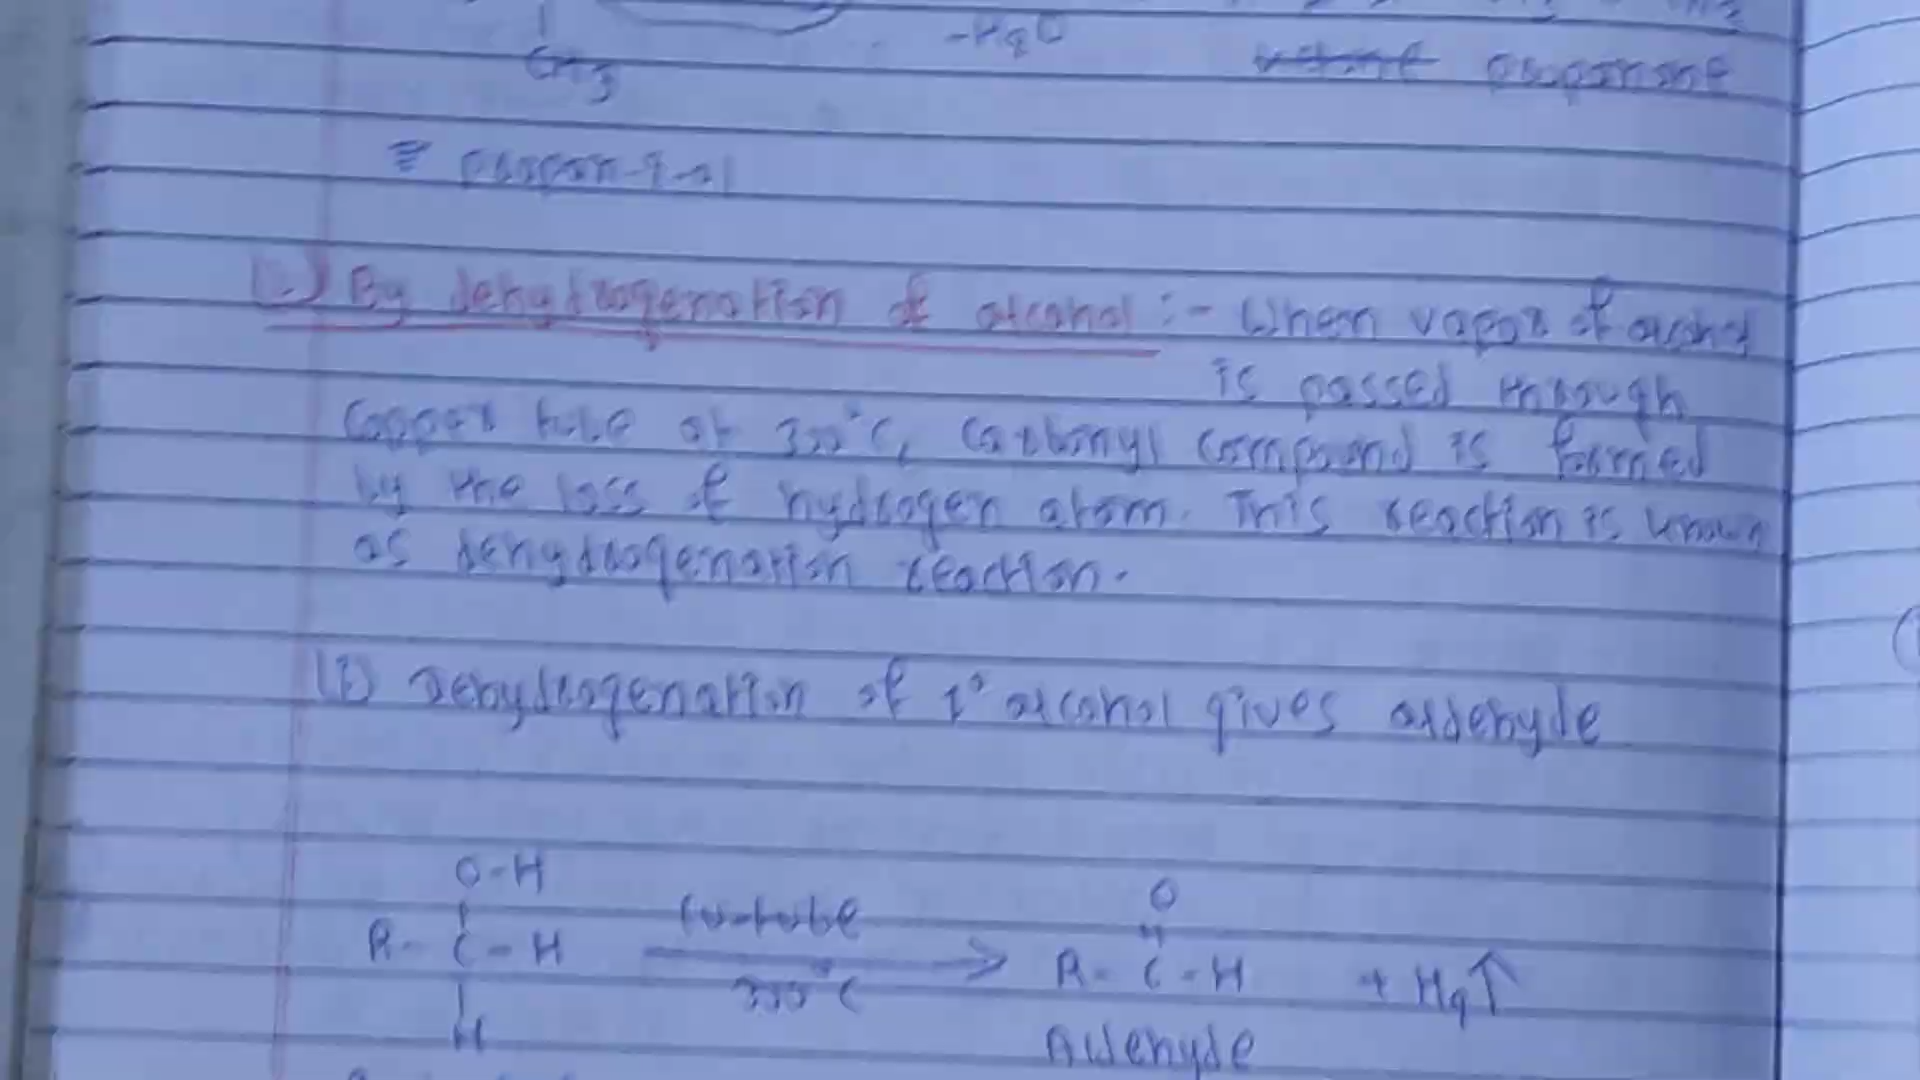 CH3
-H2O
propanone
propan-2-ol
By dehydrogenation of alcohol :- When vapor of alcohol
is passed through
Copper tube at 300°C, carbonyl compound is formed
by the loss of hydrogen atom. This reaction is known
as dehydrogenation reaction.
(i) Dehydrogenation of 1° alcohol gives aldehyde
O-H
R-C-H
H
Cu-tube
300°C
O
R-C-H + H2↑
Aldehyde